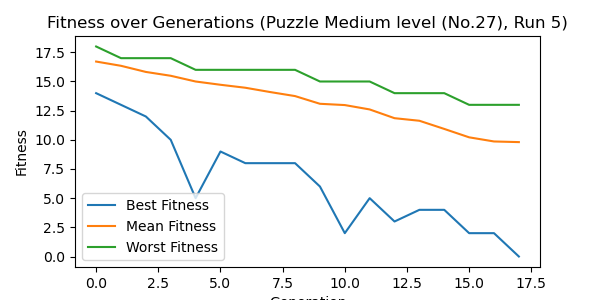 Fitness over Generations (Puzzle Medium level (No.27), Run 5)
17.5
15.0
12.5
10.0
7.5
5.0
2.5
0.0
Fitness
Best Fitness
Mean Fitness
Worst Fitness
0.0 2.5 5.0 7.5 10.0 12.5 15.0 17.5
Generation